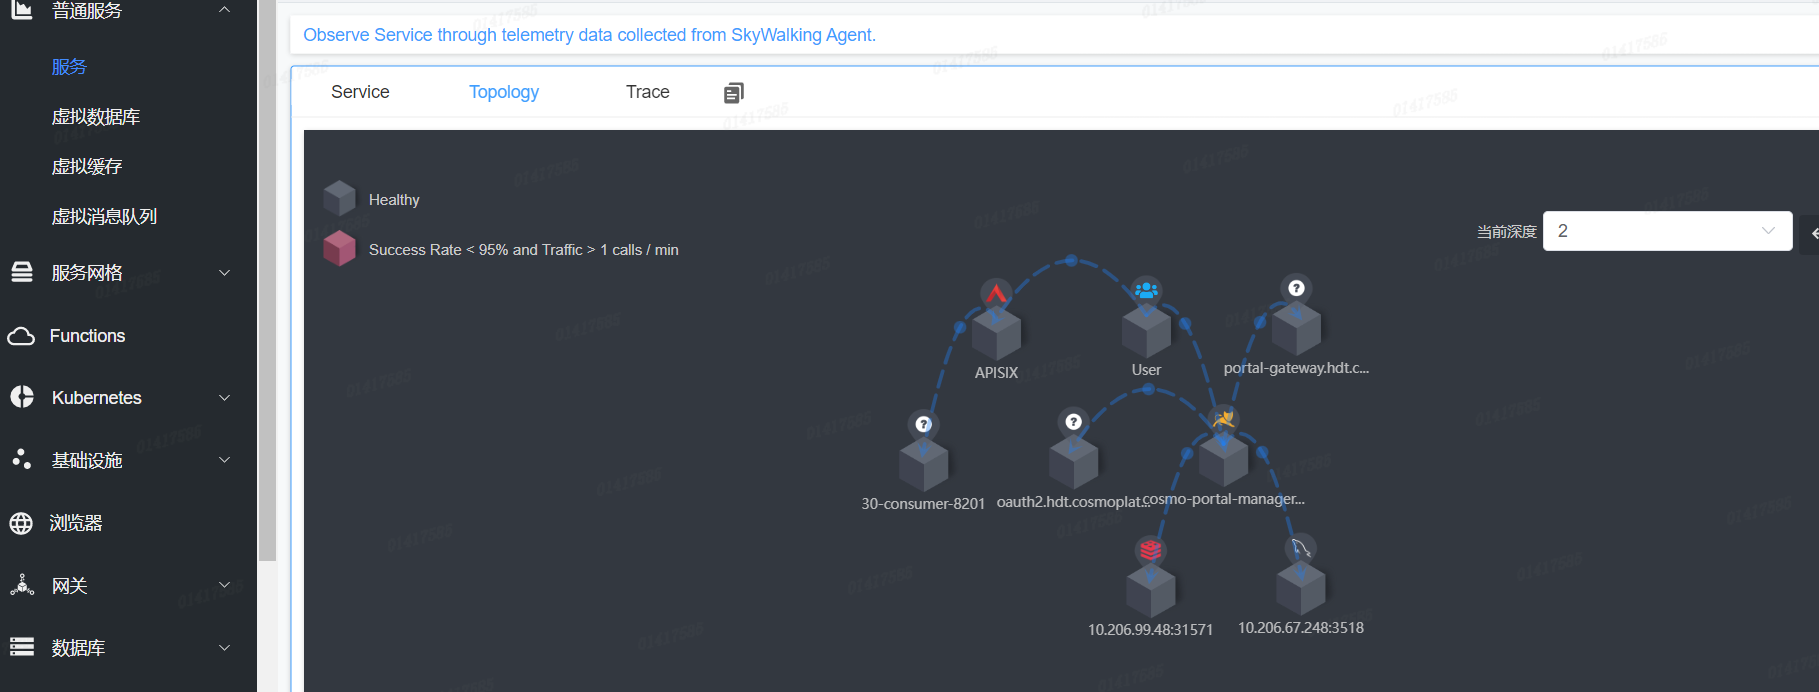 普通服务
服务
虚拟数据库
虚拟缓存
虚拟消息队列
服务网格
Functions
Kubernetes
基础设施
浏览器
网关
数据库
Observe Service through telemetry data collected from SkyWalking Agent.
Service Topology Trace
Healthy
Success Rate < 95% and Traffic > 1 calls / min
当前深度 2
APISIX
User
portal-gateway.hdt.c...
30-consumer-8201
oauth2.hdt.cosmoplat...
cosmo-portal-manager...
10.206.99.48:31571
10.206.67.248:3518
01417585